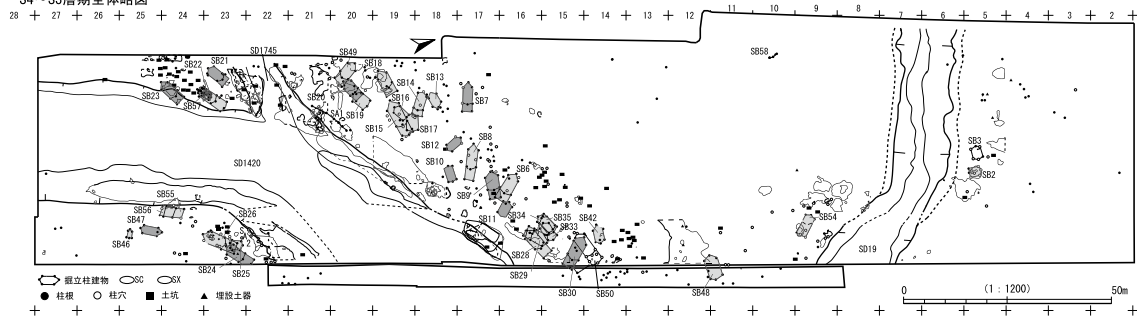 34~35層期全体略図
28 27 26 25 24 23 22 21 20 19 18 17 16 15 14 13 12 11 10 9 8 7 6 5 4 3 2
SD1745 SB49 SB18 SB58
SB22 SB21 SB14 SB13
SB23 SB57 SB20 SA1 SB16 SB7
SB19 SB15 SB17
SB12 SB8 SB3
SD1420 SB10 SB6 SB2
SB55 SB9
SB56 SB26 SB34 SB35 SB42 SB54
SB47 SB11 SB33
SB46 SB28 SD19
SB24 SB25 SB29
SB30 SB50 SB48
掘立柱建物 SC SX
柱根 柱穴 土坑 埋設土器
0 (1:1200) 50m